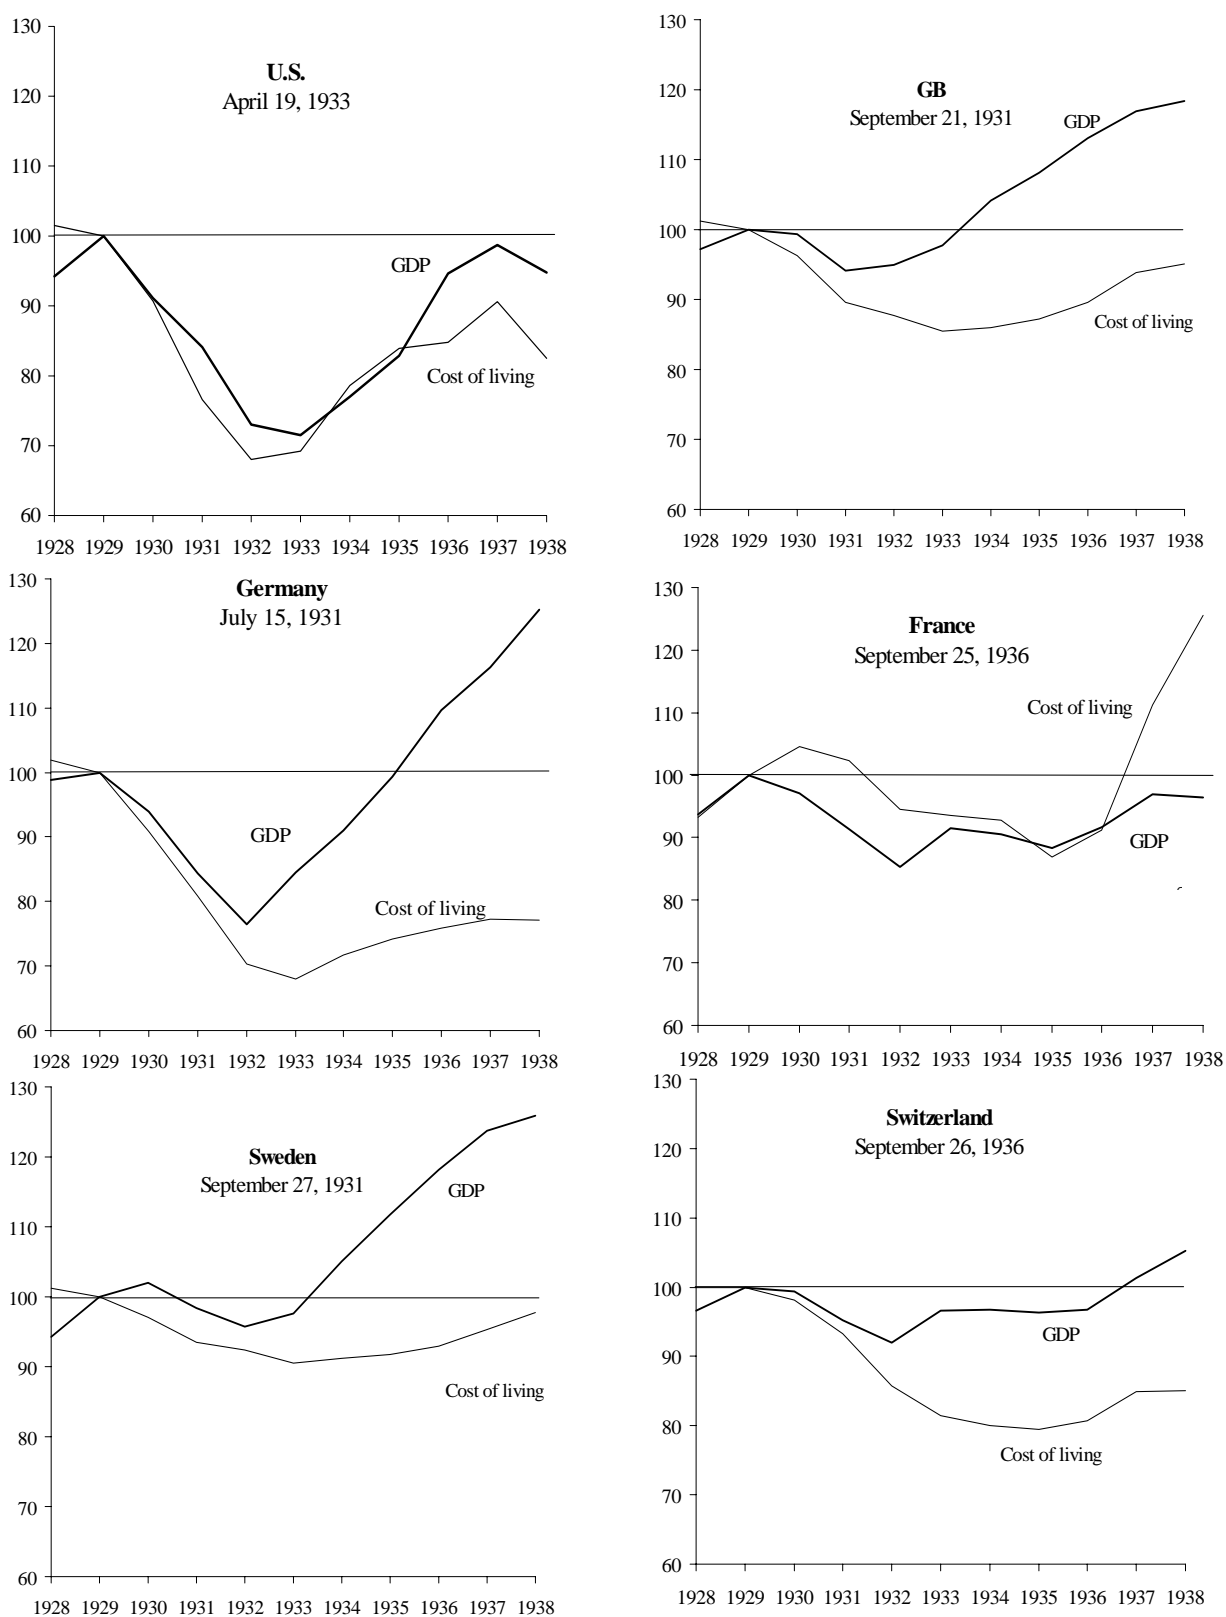 130
120
110
100
90
80
70
60
U.S.
April 19, 1933
GDP
Cost of living
1928 1929 1930 1931 1932 1933 1934 1935 1936 1937 1938
130
120
110
100
90
80
70
60
GB
September 21, 1931
GDP
Cost of living
1928 1929 1930 1931 1932 1933 1934 1935 1936 1937 1938
130
120
110
100
90
80
70
60
Germany
July 15, 1931
GDP
Cost of living
1928 1929 1930 1931 1932 1933 1934 1935 1936 1937 1938
130
120
110
100
90
80
70
60
France
September 25, 1936
Cost of living
GDP
1928 1929 1930 1931 1932 1933 1934 1935 1936 1937 1938
130
120
110
100
90
80
70
60
Sweden
September 27, 1931
GDP
Cost of living
1928 1929 1930 1931 1932 1933 1934 1935 1936 1937 1938
130
120
110
100
90
80
70
60
Switzerland
September 26, 1936
GDP
Cost of living
1928 1929 1930 1931 1932 1933 1934 1935 1936 1937 1938